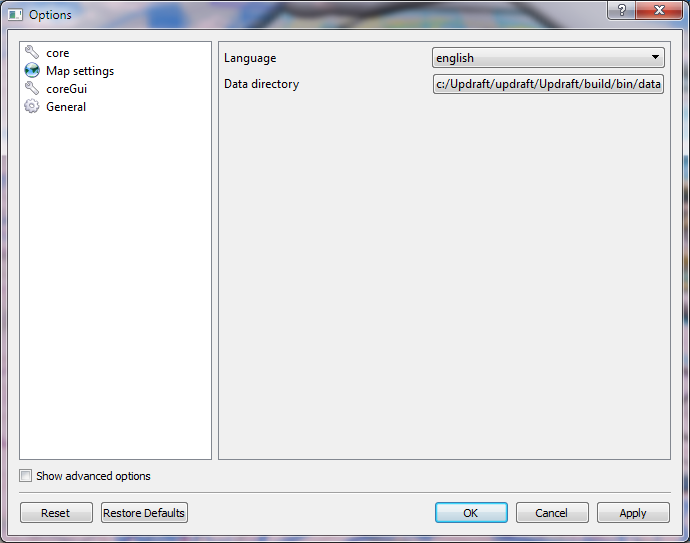 Options
core
Map settings
coreGui
General
Language
english
Data directory
c:/Updraft/updraft/Updraft/build/bin/data
Show advanced options
Reset
Restore Defaults
OK
Cancel
Apply